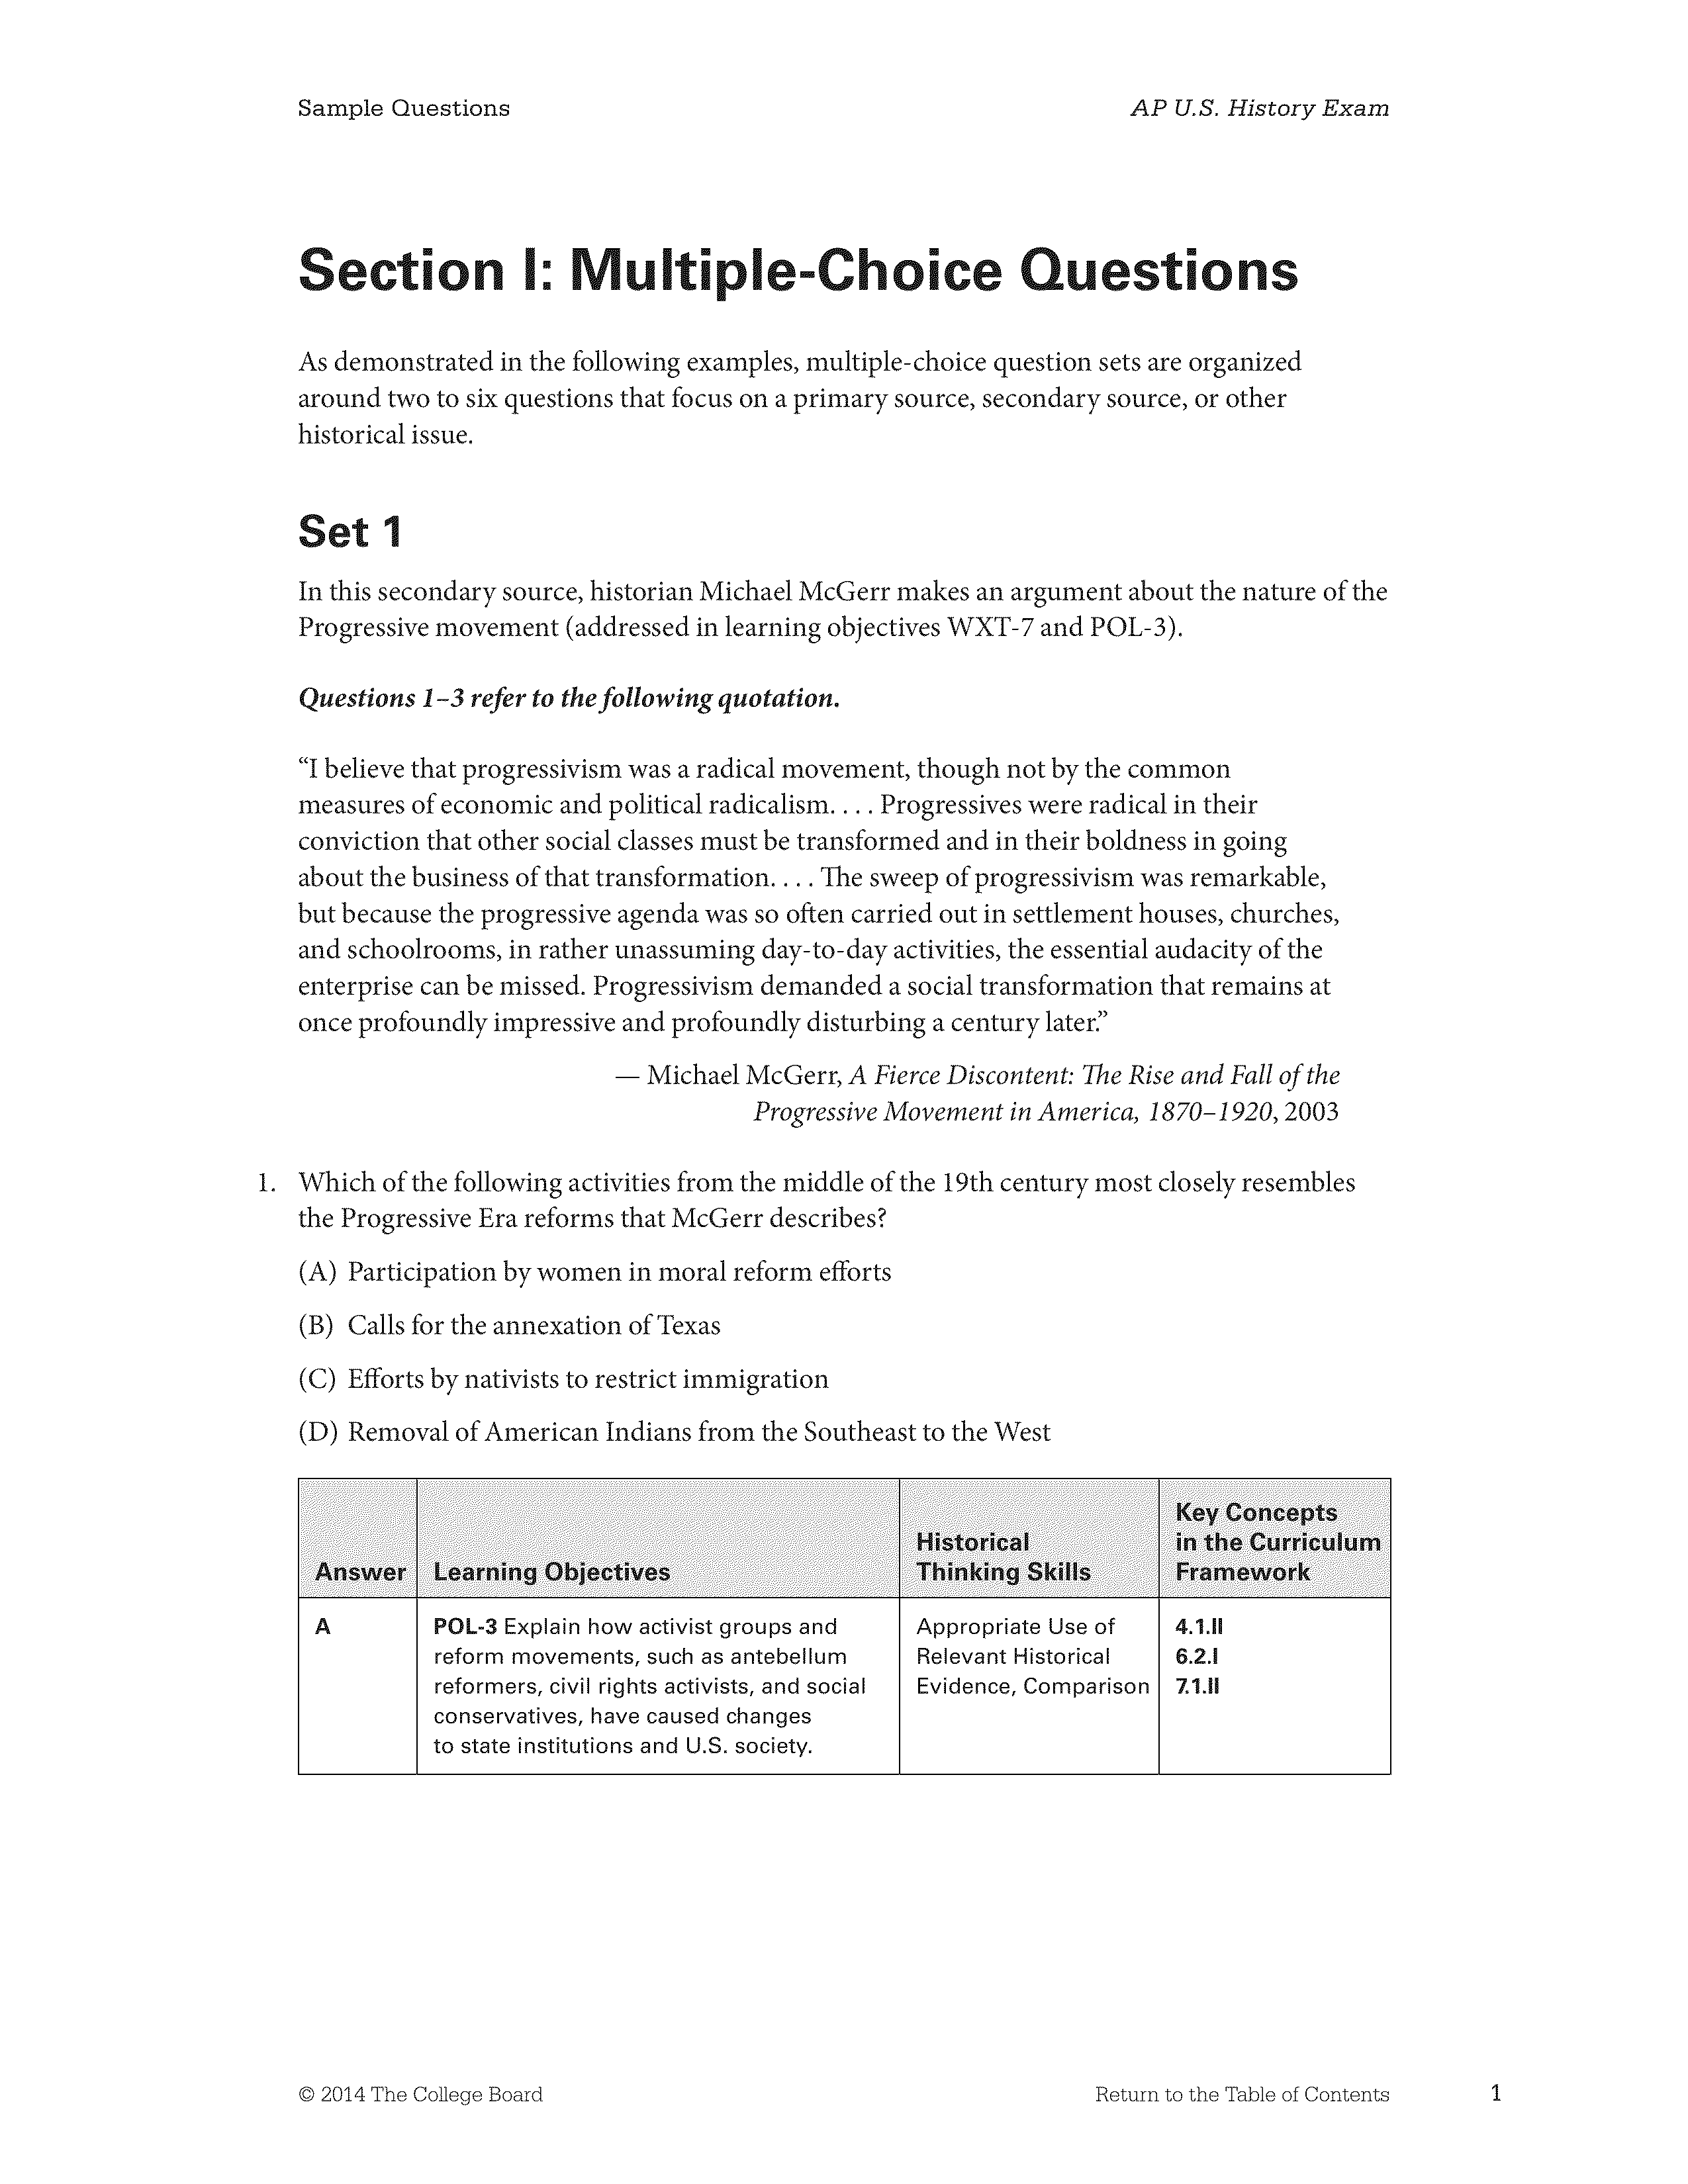 Sample Questions
AP U.S. History Exam
Section I: Multiple-Choice Questions
As demonstrated in the following examples, multiple-choice question sets are organized
around two to six questions that focus on a primary source, secondary source, or other
historical issue.
Set 1
In this secondary source, historian Michael McGerr makes an argument about the nature of the
Progressive movement (addressed in learning objectives WXT-7 and POL-3).
Questions 1–3 refer to the following quotation.
“I believe that progressivism was a radical movement, though not by the common
measures of economic and political radicalism. . . . Progressives were radical in their
conviction that other social classes must be transformed and in their boldness in going
about the business of that transformation. . . . The sweep of progressivism was remarkable,
but because the progressive agenda was so often carried out in settlement houses, churches,
and schoolrooms, in rather unassuming day-to-day activities, the essential audacity of the
enterprise can be missed. Progressivism demanded a social transformation that remains at
once profoundly impressive and profoundly disturbing a century later.”
— Michael McGerr, A Fierce Discontent: The Rise and Fall of the
Progressive Movement in America, 1870–1920, 2003
1. Which of the following activities from the middle of the 19th century most closely resembles
the Progressive Era reforms that McGerr describes?
(A) Participation by women in moral reform efforts
(B) Calls for the annexation of Texas
(C) Efforts by nativists to restrict immigration
(D) Removal of American Indians from the Southeast to the West
Answer
Learning Objectives
Historical
Thinking Skills
Key Concepts
in the Curriculum
Framework
A
POL-3 Explain how activist groups and
reform movements, such as antebellum
reformers, civil rights activists, and social
conservatives, have caused changes
to state institutions and U.S. society.
Appropriate Use of
Relevant Historical
Evidence, Comparison
4.1.II
6.2.I
7.1.II
© 2014 The College Board
Return to the Table of Contents
1